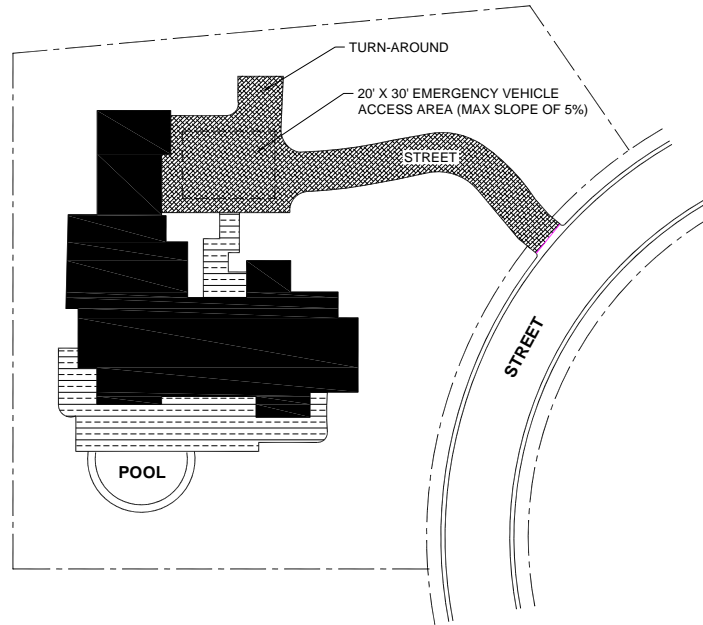 TURN-AROUND
20' X 30' EMERGENCY VEHICLE
ACCESS AREA (MAX SLOPE OF 5%)
STREET
STREET
POOL